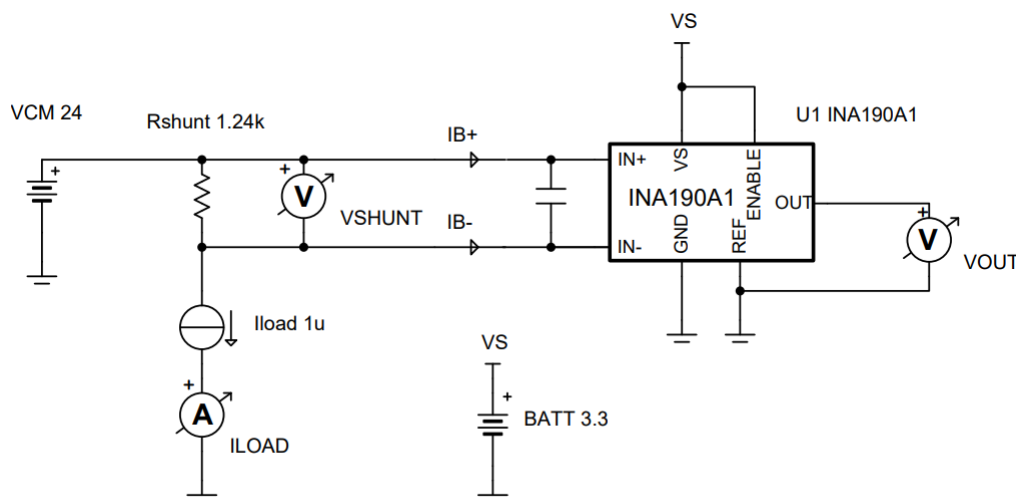 VS
VCM 24
Rshunt 1.24k
IB+
U1 INA190A1
+
+
IN+
VS
ENABLE
V
INA190A1
OUT
VSHUNT
IB-
IN-
GND
REF
+
V
VOUT
Iload 1u
VS
+
+
A
BATT 3.3
ILOAD